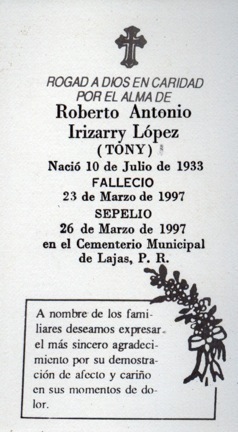 ROGAD A DIOS EN CARIDAD
POR EL ALMA DE
Roberto Antonio
Irizarry López
(TONY)
Nació 10 de Julio de 1933
FALLECIO
23 de Marzo de 1997
SEPELIO
26 de Marzo de 1997
en el Cementerio Municipal
de Lajas, P. R.
A nombre de los fami-
iliares deseamos expresar
el más sincero agradeci-
miento por su demostra-
ción de afecto y cariño
en sus momentos de do-
lor.